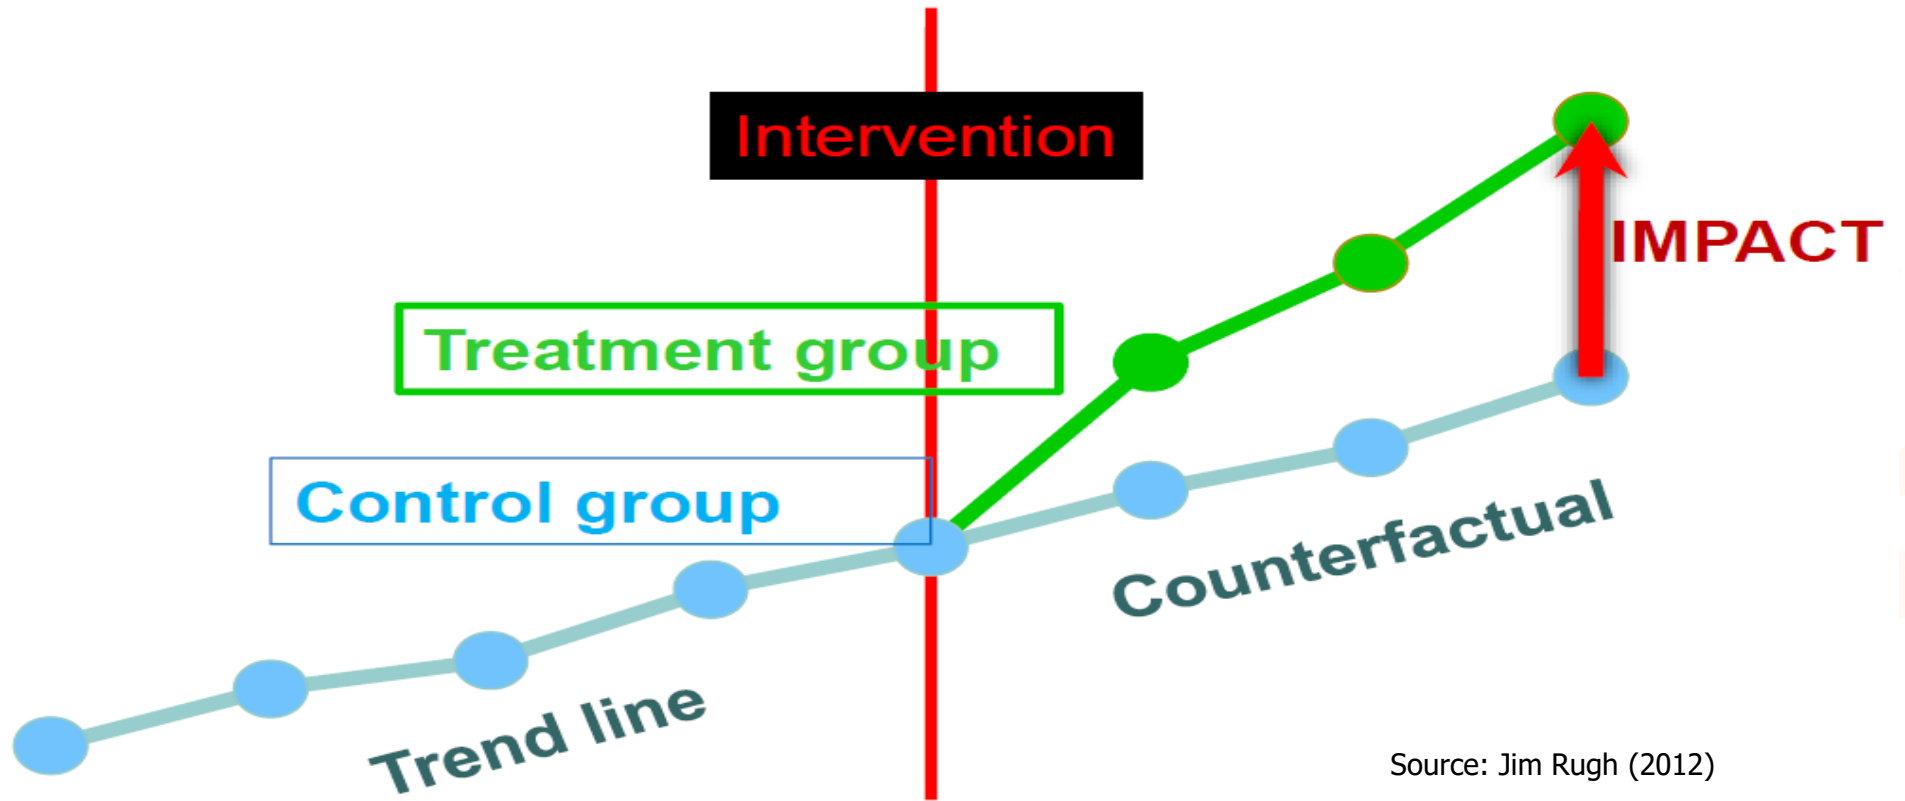 Intervention
IMPACT
Treatment group
Control group
Counterfactual
Trend line
Source: Jim Rugh (2012)